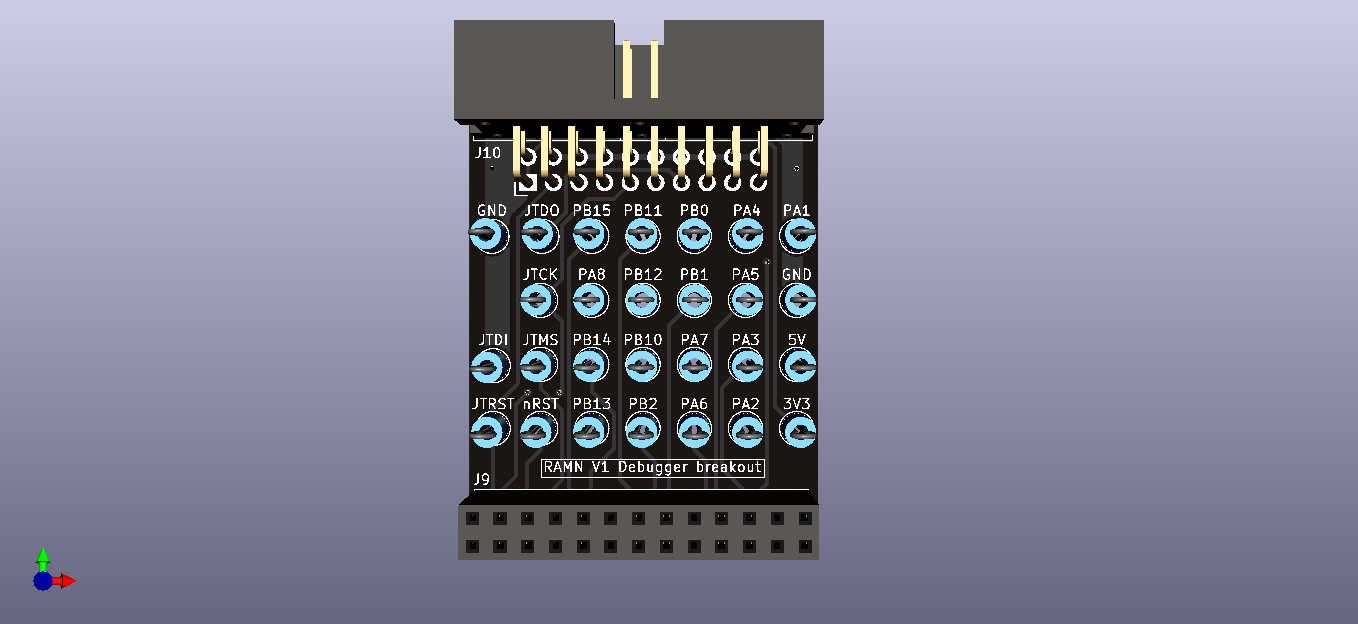 J10
GND JTDO PB15 PB11 PB0 PA4 PA1
JTCK PA8 PB12 PB1 PA5 GND
JTDI JTMS PB14 PB10 PA7 PA3 5V
JTRST nRST PB13 PB2 PA6 PA2 3V3
RAMN V1 Debugger breakout
J9